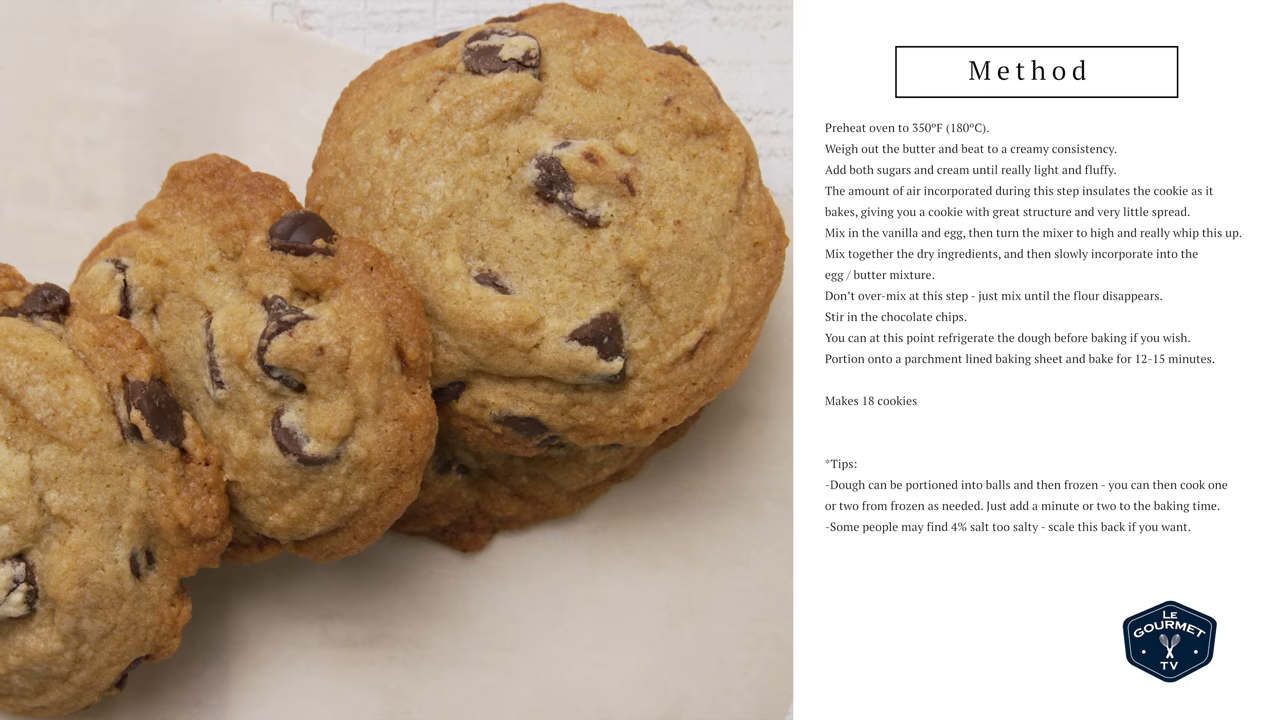 Method
Preheat oven to 350ºF (180ºC).
Weigh out the butter and beat to a creamy consistency.
Add both sugars and cream until really light and fluffy.
The amount of air incorporated during this step insulates the cookie as it
bakes, giving you a cookie with great structure and very little spread.
Mix in the vanilla and egg, then turn the mixer to high and really whip this up.
Mix together the dry ingredients, and then slowly incorporate into the
egg / butter mixture.
Don’t over-mix at this step - just mix until the flour disappears.
Stir in the chocolate chips.
You can at this point refrigerate the dough before baking if you wish.
Portion onto a parchment lined baking sheet and bake for 12-15 minutes.
Makes 18 cookies
*Tips:
-Dough can be portioned into balls and then frozen - you can then cook one
or two from frozen as needed. Just add a minute or two to the baking time.
-Some people may find 4% salt too salty - scale this back if you want.
LE
GOURMET
TV